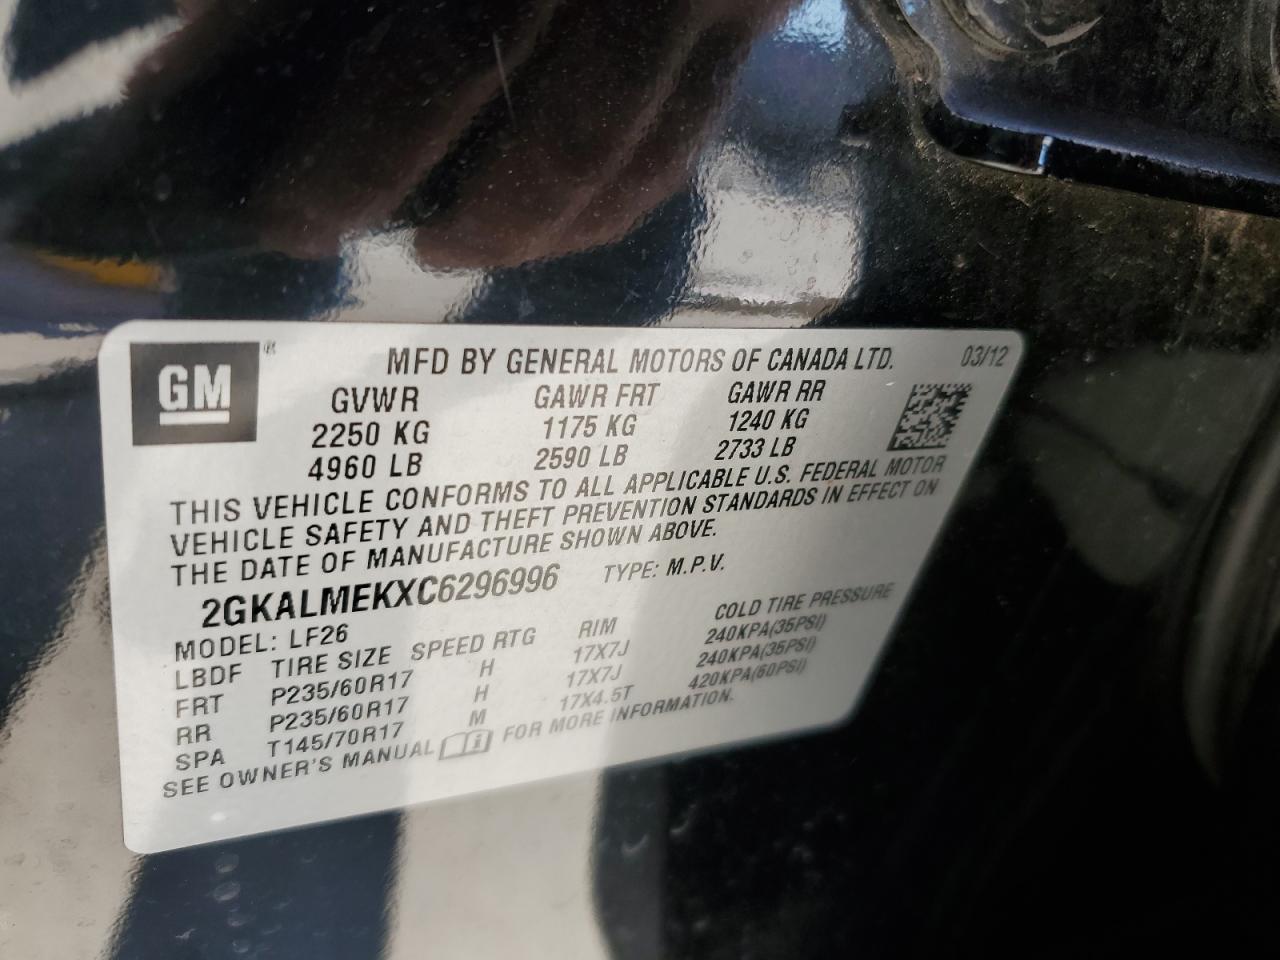 GM ®
MFD BY GENERAL MOTORS OF CANADA LTD. 03/12
GVWR GAWR FRT GAWR RR
2250 KG 1175 KG 1240 KG
4960 LB 2590 LB 2733 LB
THIS VEHICLE CONFORMS TO ALL APPLICABLE U.S. FEDERAL MOTOR
VEHICLE SAFETY AND THEFT PREVENTION STANDARDS IN EFFECT ON
THE DATE OF MANUFACTURE SHOWN ABOVE.
2GKALMEKXC6296996 TYPE: M.P.V.
MODEL: LF26
LBDF TIRE SIZE SPEED RTG RIM COLD TIRE PRESSURE
FRT P235/60R17 H 17X7J 240KPA(35PSI)
RR P235/60R17 H 17X7J 240KPA(35PSI)
SPA T145/70R17 M 17X4.5T 420KPA(60PSI)
SEE OWNER'S MANUAL FOR MORE INFORMATION.